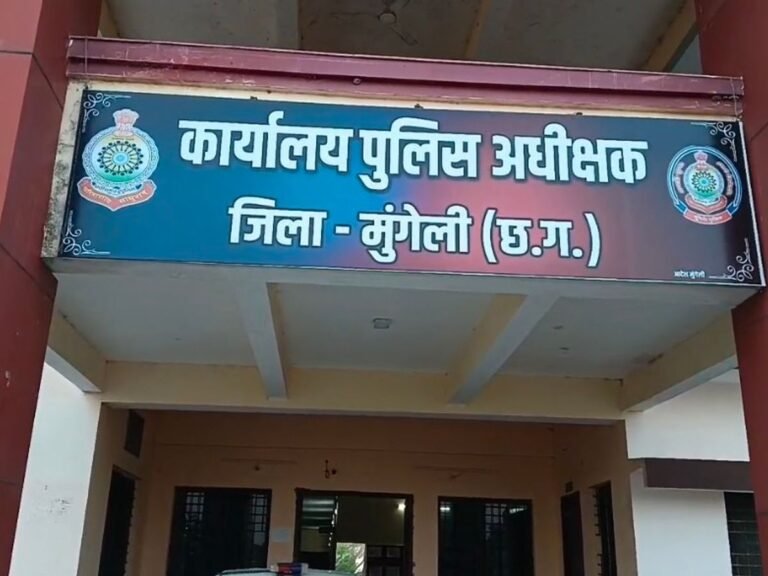 कार्यालय पुलिस अधीक्षक
जिला - मुंगेली (छ.ग.)